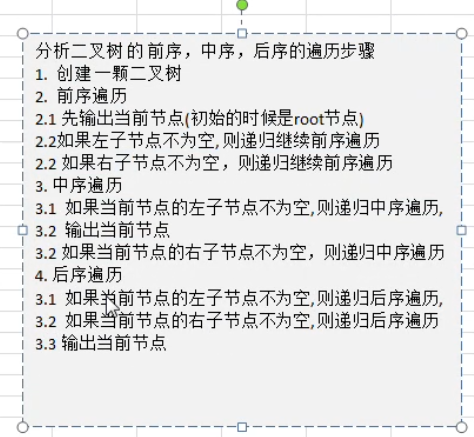 分析二叉树的前序，中序，后序的遍历步骤
1. 创建一颗二叉树
2. 前序遍历
2.1 先输出当前节点(初始的时候是root节点)
2.2如果左子节点不为空,则递归继续前序遍历
2.2 如果右子节点不为空，则递归继续前序遍历
3. 中序遍历
3.1 如果当前节点的左子节点不为空,则递归中序遍历,
3.2 输出当前节点
3.2 如果当前节点的右子节点不为空，则递归中序遍历
4. 后序遍历
3.1 如果当前节点的左子节点不为空,则递归后序遍历,
3.2 如果当前节点的右子节点不为空,则递归后序遍历
3.3 输出当前节点